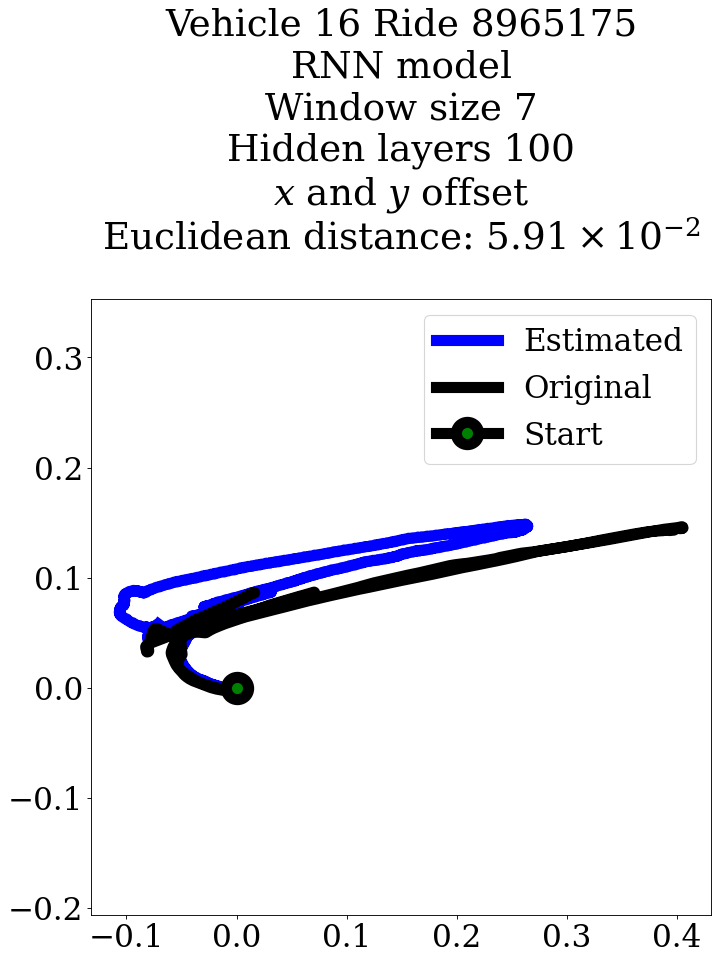 Vehicle 16 Ride 8965175
RNN model
Window size 7
Hidden layers 100
x and y offset
Euclidean distance: 5.91 × 10⁻²
Estimated
Original
Start
0.3
0.2
0.1
0.0
−0.1
−0.2
−0.1 0.0 0.1 0.2 0.3 0.4